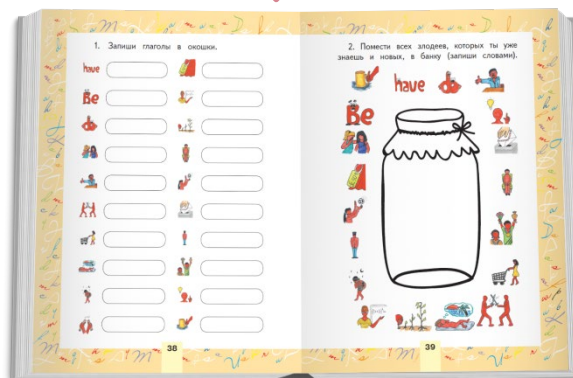 1. Запиши глаголы в окошки.
have
Be
38
2. Помести всех злодеев, которых ты уже
знаешь и новых, в банку (запиши словами).
have
Be
39